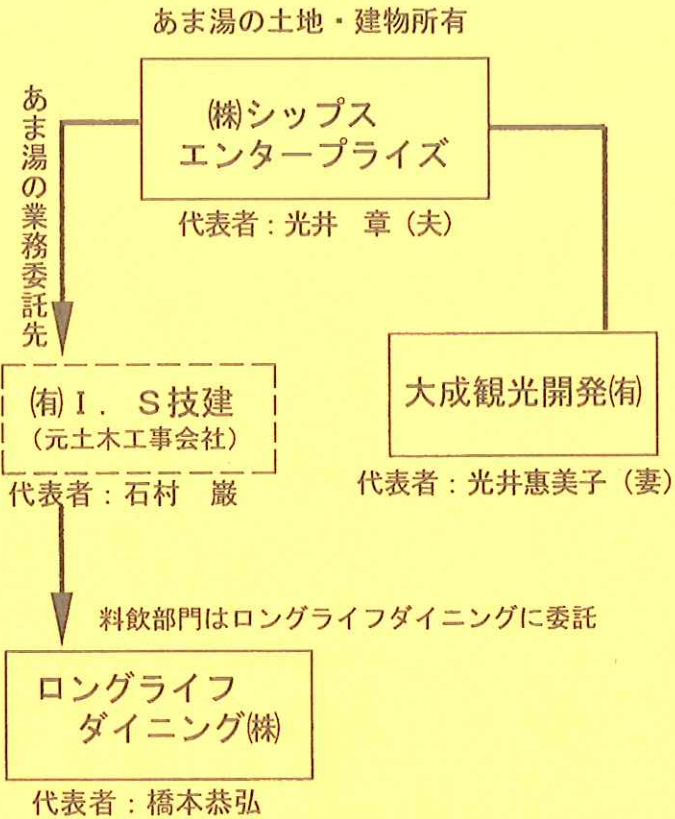 あま湯の土地・建物所有
㈱シップス
エンタープライズ
代表者：光井　章（夫）
あま湯の業務委託先
大成観光開発㈲
代表者：光井惠美子（妻）
㈲Ｉ．Ｓ技建
（元土木工事会社）
代表者：石村　巌
料飲部門はロングライフダイニングに委託
ロングライフ
ダイニング㈱
代表者：橋本恭弘